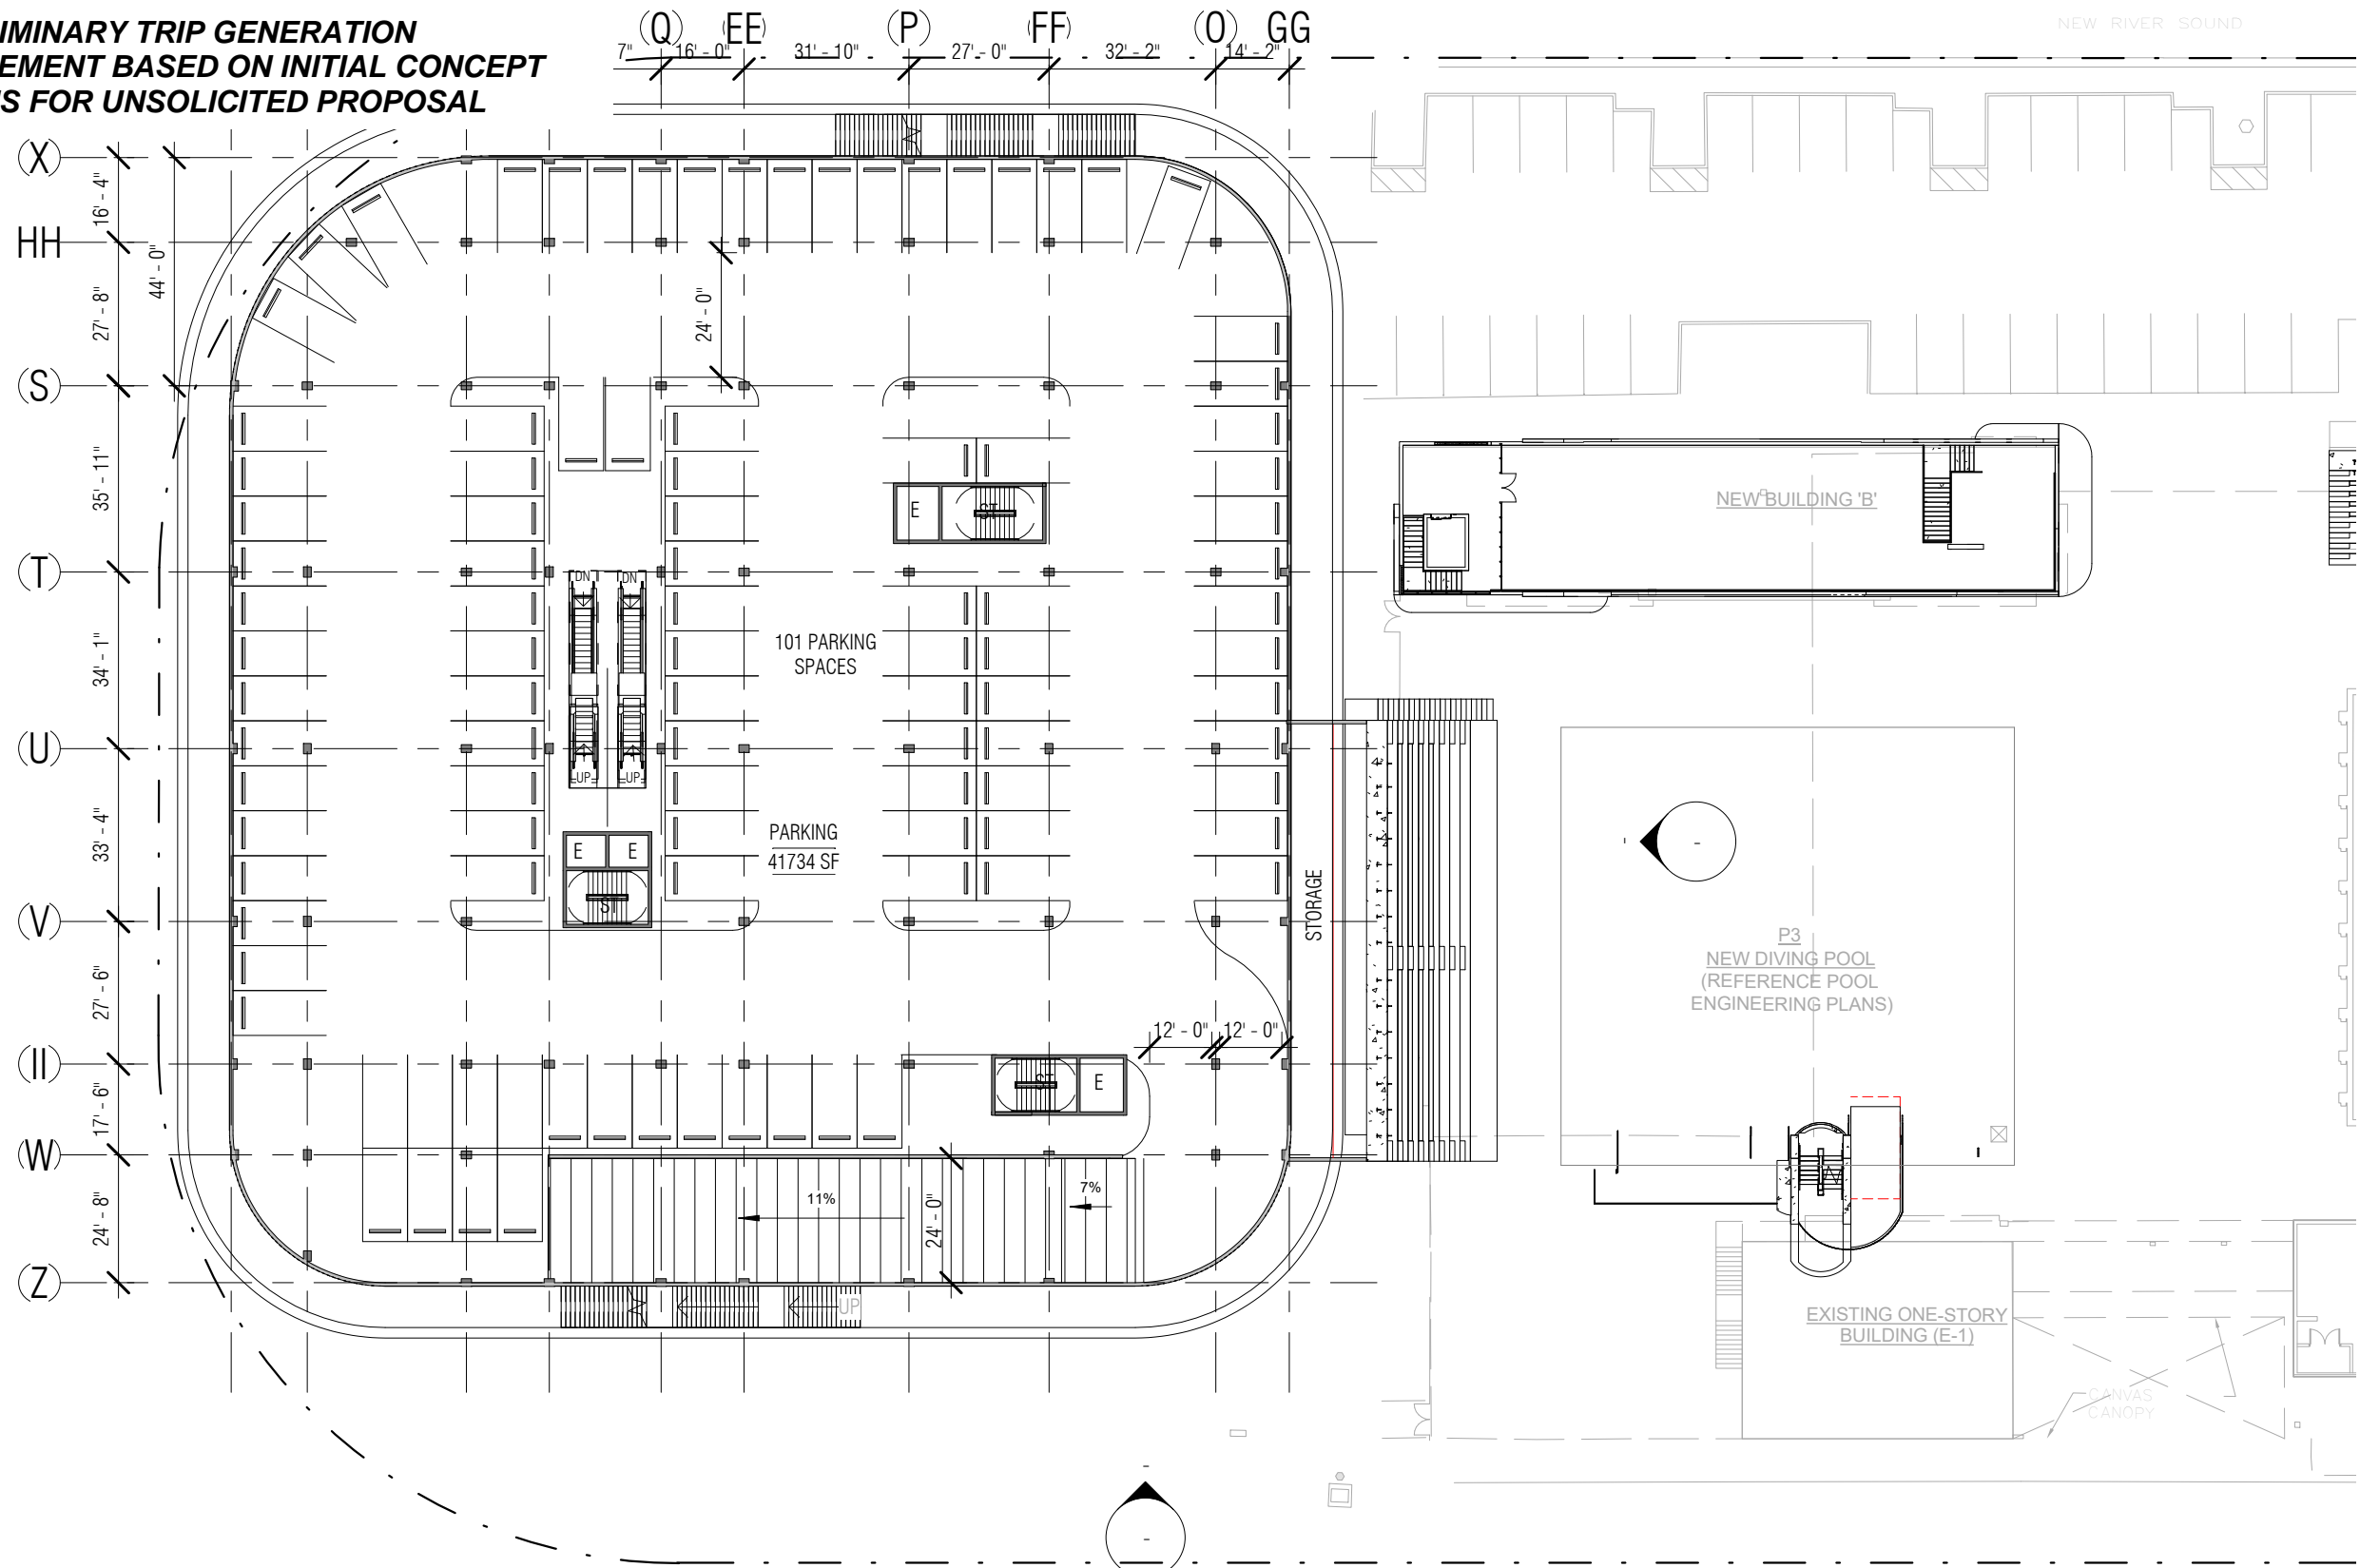 IMINARY TRIP GENERATION
EMENT BASED ON INITIAL CONCEPT
S FOR UNSOLICITED PROPOSAL
(Q) (EE) (P) (FF) (O) GG
7" 16' - 0" 31' - 10" 27' - 0" 32' - 2" 14' - 2"
NEW RIVER SOUND
(X)
16' - 4"
HH
44' - 0"
27' - 8"
24' - 0"
(S)
35' - 11"
NEW BUILDING 'B'
E ST
(T)
DN DN
34' - 1"
101 PARKING
SPACES
(U)
UP UP
33' - 4"
PARKING
41734 SF
E E
ST
STORAGE
(V)
P3
NEW DIVING POOL
(REFERENCE POOL
ENGINEERING PLANS)
27' - 6"
12' - 0" 12' - 0"
(II)
ST E
17' - 6"
(W)
24' - 8"
11%
7%
24' - 0"
(Z)
UP
EXISTING ONE-STORY
BUILDING (E-1)
CANVAS
CANOPY